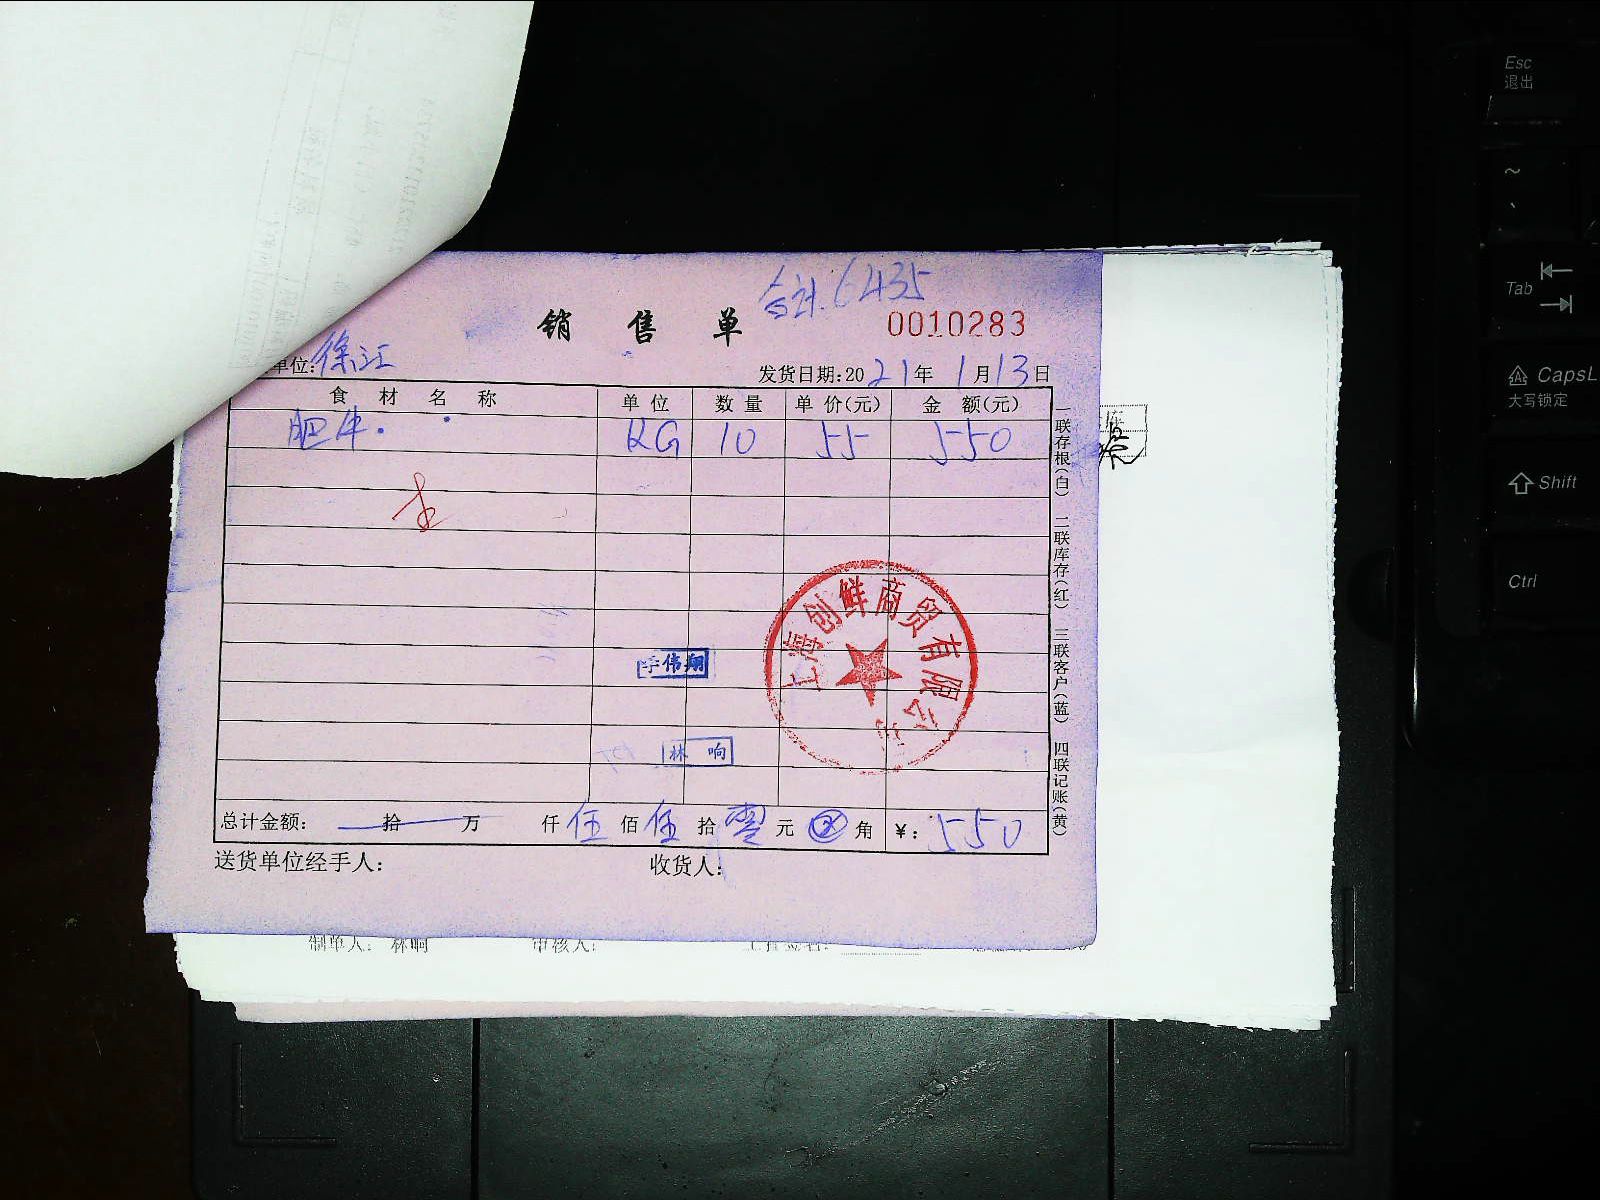 合计.6435
销售单
0010283
单位:徐汇
发货日期:2021年1月13日
食材名称 单位 数量 单价(元) 金额(元)
肥牛. KG 10 55 550
上海创鲜商贸有限公司
李伟翔
林响
总计金额: 拾 万 仟 伍 佰 伍 拾 零 元 角 ¥:550
送货单位经手人: 收货人:
一联存根(白) 二联库存(红) 三联客户(蓝) 四联记账(黄)
制单人: 林响 审核人:
Esc
退出
~
Tab
CapsL
大写锁定
Shift
Ctrl